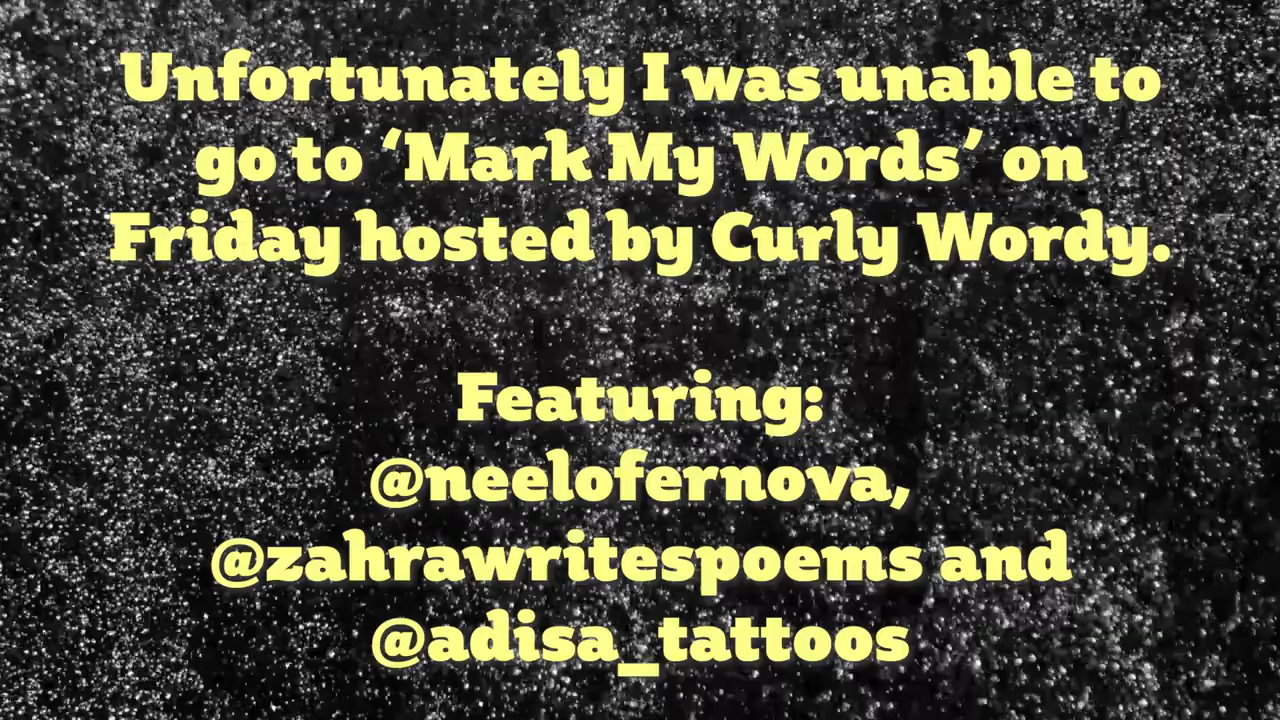 Unfortunately I was unable to
go to ‘Mark My Words’ on
Friday hosted by Curly Wordy.
Featuring:
@neelofernova,
@zahrawritespoems and
@adisa_tattoos